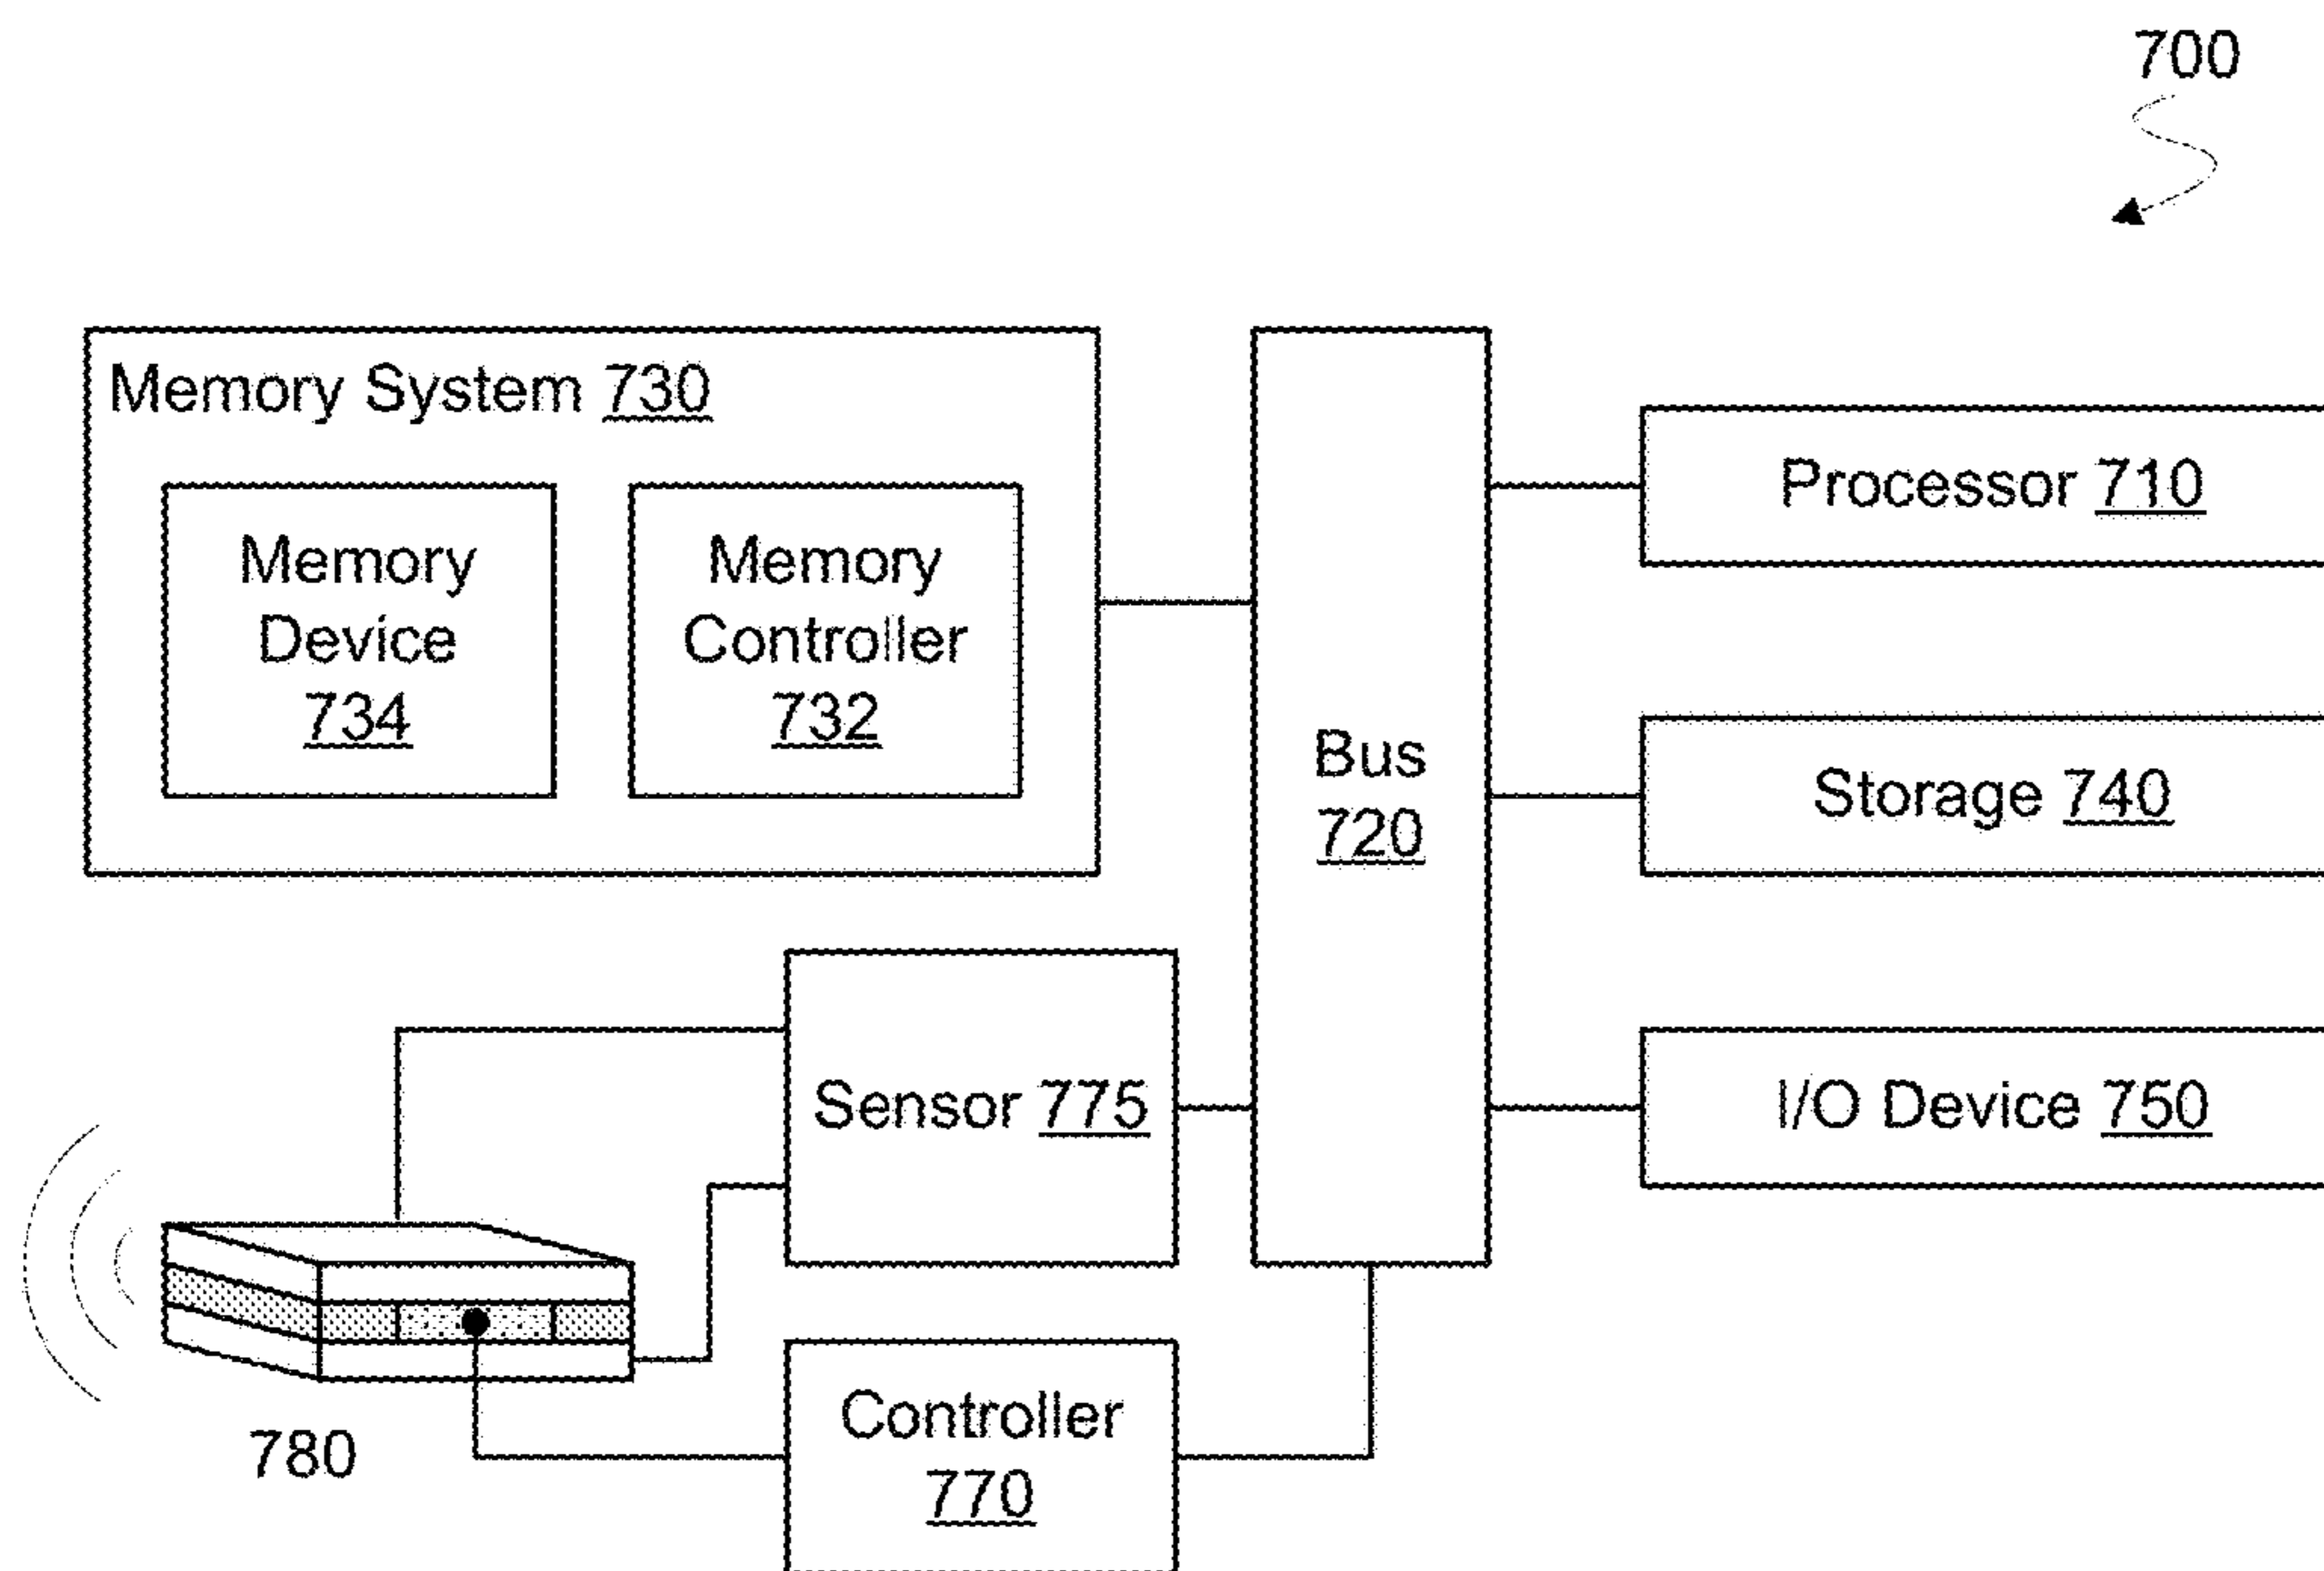 700
Memory System 730
Memory
Device
734
Memory
Controller
732
Bus
720
Processor 710
Storage 740
I/O Device 750
Sensor 775
780
Controller
770